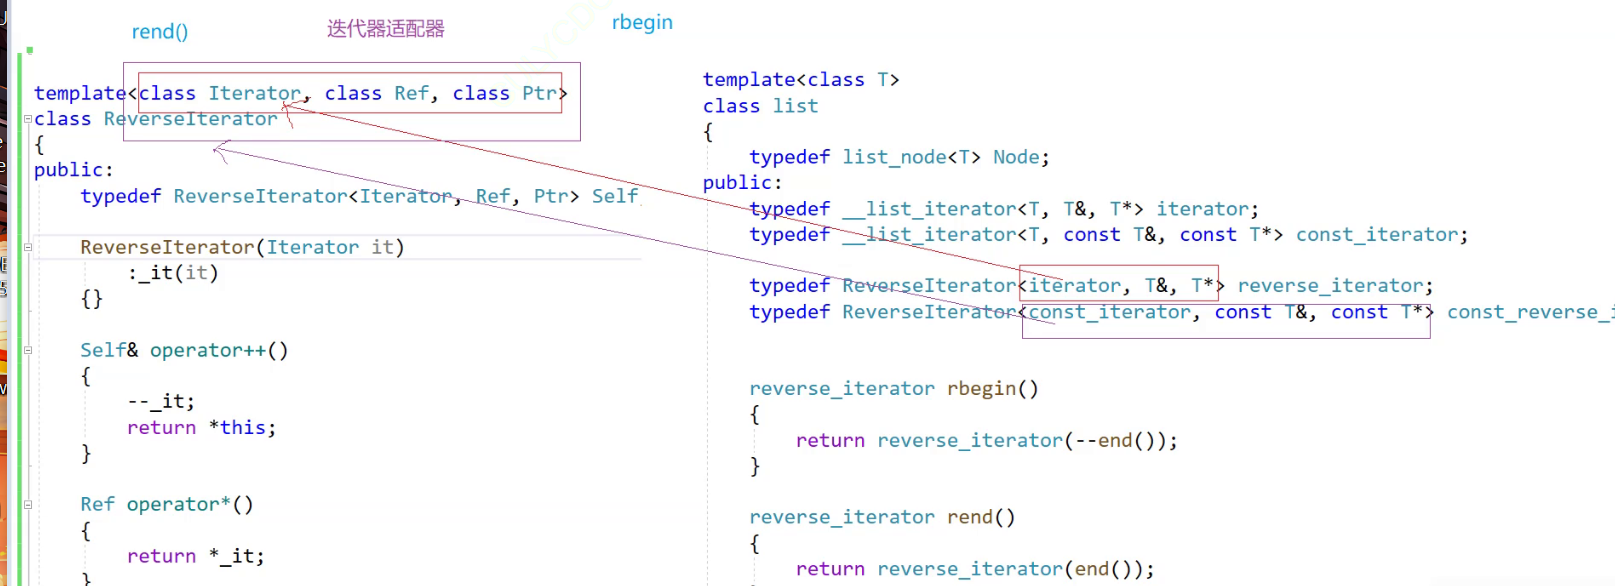 rend()
迭代器适配器
rbegin
template<class Iterator, class Ref, class Ptr>
class ReverseIterator
{
public:
typedef ReverseIterator<Iterator, Ref, Ptr> Self
ReverseIterator(Iterator it)
:_it(it)
{}
Self& operator++()
{
--_it;
return *this;
}
Ref operator*()
{
return *_it;
}
template<class T>
class list
{
typedef list_node<T> Node;
public:
typedef __list_iterator<T, T&, T*> iterator;
typedef __list_iterator<T, const T&, const T*> const_iterator;
typedef ReverseIterator<iterator, T&, T*> reverse_iterator;
typedef ReverseIterator<const_iterator, const T&, const T*> const_reverse_i
reverse_iterator rbegin()
{
return reverse_iterator(--end());
}
reverse_iterator rend()
{
return reverse_iterator(end());